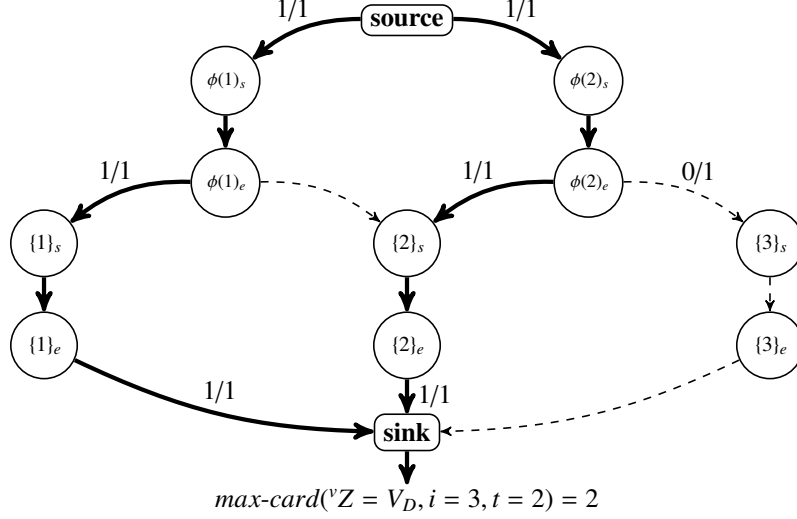 1/1 source 1/1
ϕ(1)ₛ ϕ(2)ₛ
1/1 ϕ(1)ₑ 1/1 ϕ(2)ₑ 0/1
{1}ₛ {2}ₛ {3}ₛ
{1}ₑ {2}ₑ {3}ₑ
1/1 1/1
sink
max-card(ᵛZ = V_D, i = 3, t = 2) = 2